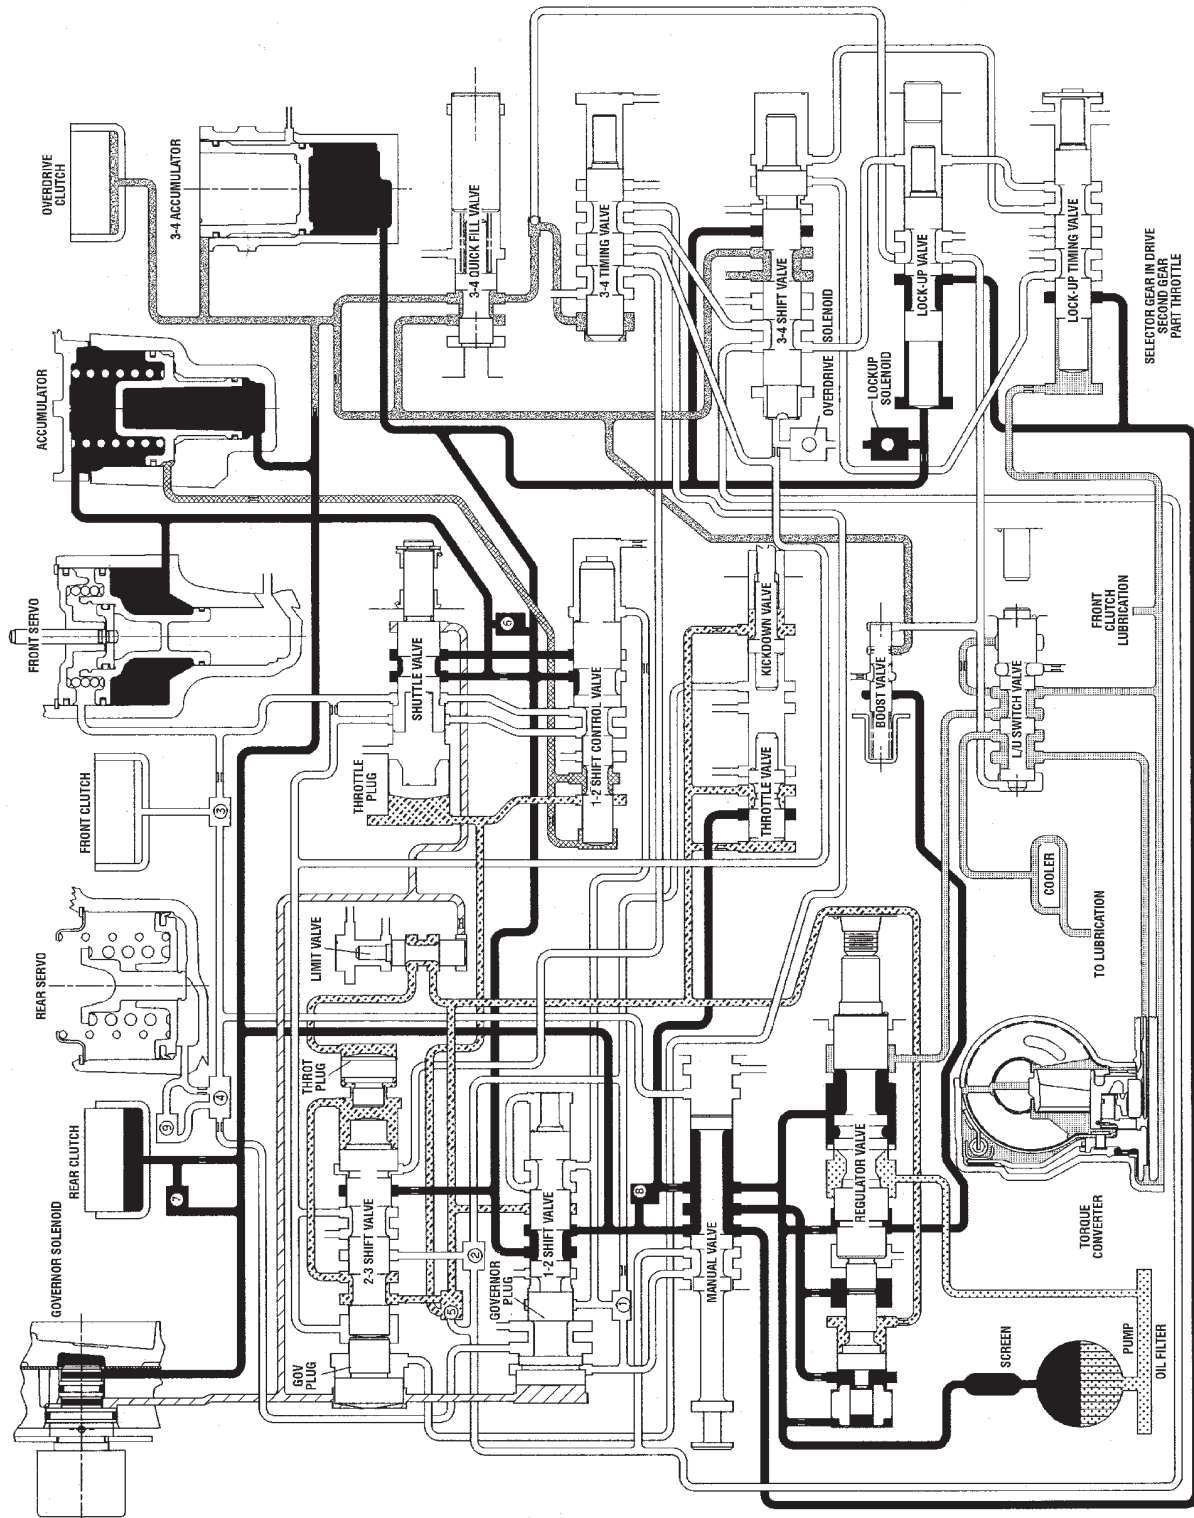 GOVERNOR SOLENOID
REAR CLUTCH
REAR SERVO
FRONT CLUTCH
FRONT SERVO
ACCUMULATOR
OVERDRIVE
CLUTCH
3-4 ACCUMULATOR
7
9
4
3
GOV
PLUG
2-3 SHIFT VALVE
THROT
PLUG
LIMIT VALVE
THROTTLE
PLUG
SHUTTLE VALVE
6
3-4 QUICK FILL VALVE
5
2
GOVERNOR
PLUG
1-2 SHIFT VALVE
1
1-2 SHIFT CONTROL VALVE
3-4 TIMING VALVE
8
MANUAL VALVE
THROTTLE VALVE
KICKDOWN VALVE
3-4 SHIFT VALVE
OVERDRIVE
SOLENOID
REGULATOR VALVE
BOOST VALVE
LOCKUP
SOLENOID
LOCK-UP VALVE
SCREEN
PUMP
OIL FILTER
TORQUE
CONVERTER
TO LUBRICATION
COOLER
L/U SWITCH VALVE
FRONT
CLUTCH
LUBRICATION
LOCK-UP TIMING VALVE
SELECTOR GEAR IN DRIVE
SECOND GEAR
PART THROTTLE